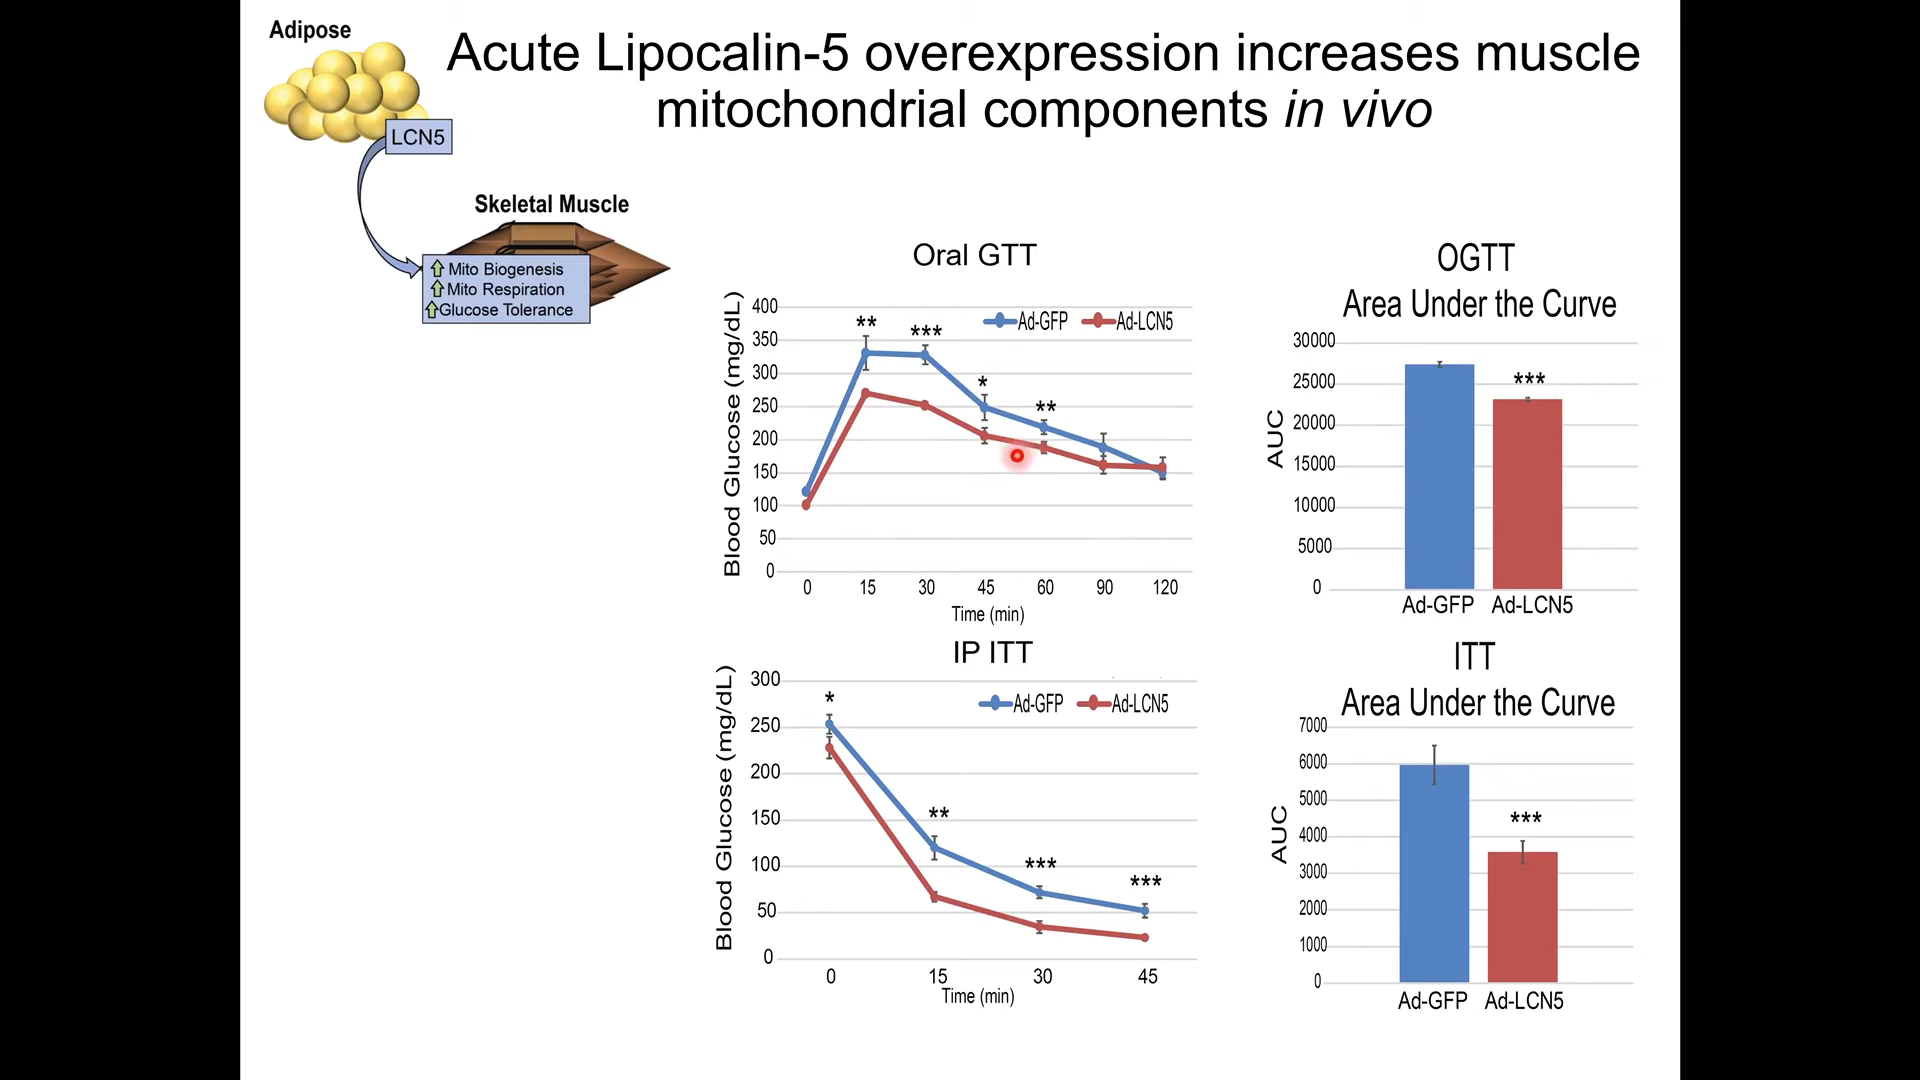 Adipose
Acute Lipocalin-5 overexpression increases muscle
mitochondrial components in vivo
LCN5
Skeletal Muscle
Mito Biogenesis
Mito Respiration
Glucose Tolerance
Oral GTT
Blood Glucose (mg/dL)
400
350
300
250
200
150
100
50
0
** *** * **
Ad-GFP Ad-LCN5
0 15 30 45 60 90 120
Time (min)
OGTT
Area Under the Curve
AUC
30000
25000
20000
15000
10000
5000
0
***
Ad-GFP Ad-LCN5
IP ITT
Blood Glucose (mg/dL)
300
250
200
150
100
50
0
* ** *** ***
Ad-GFP Ad-LCN5
0 15 30 45
Time (min)
ITT
Area Under the Curve
AUC
7000
6000
5000
4000
3000
2000
1000
0
***
Ad-GFP Ad-LCN5